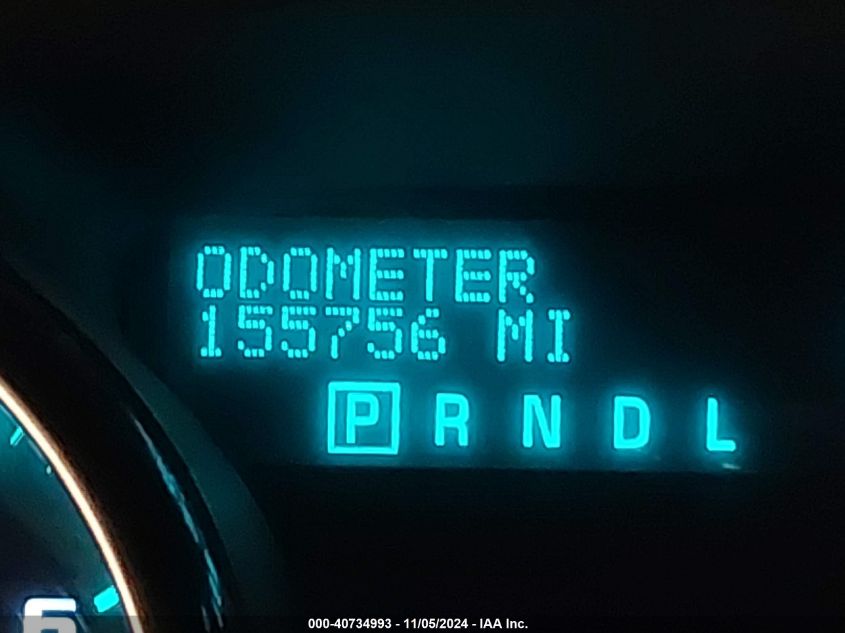 ODOMETER
155756 MI
P R N D L
000-40734993 - 11/05/2024 - IAA Inc.